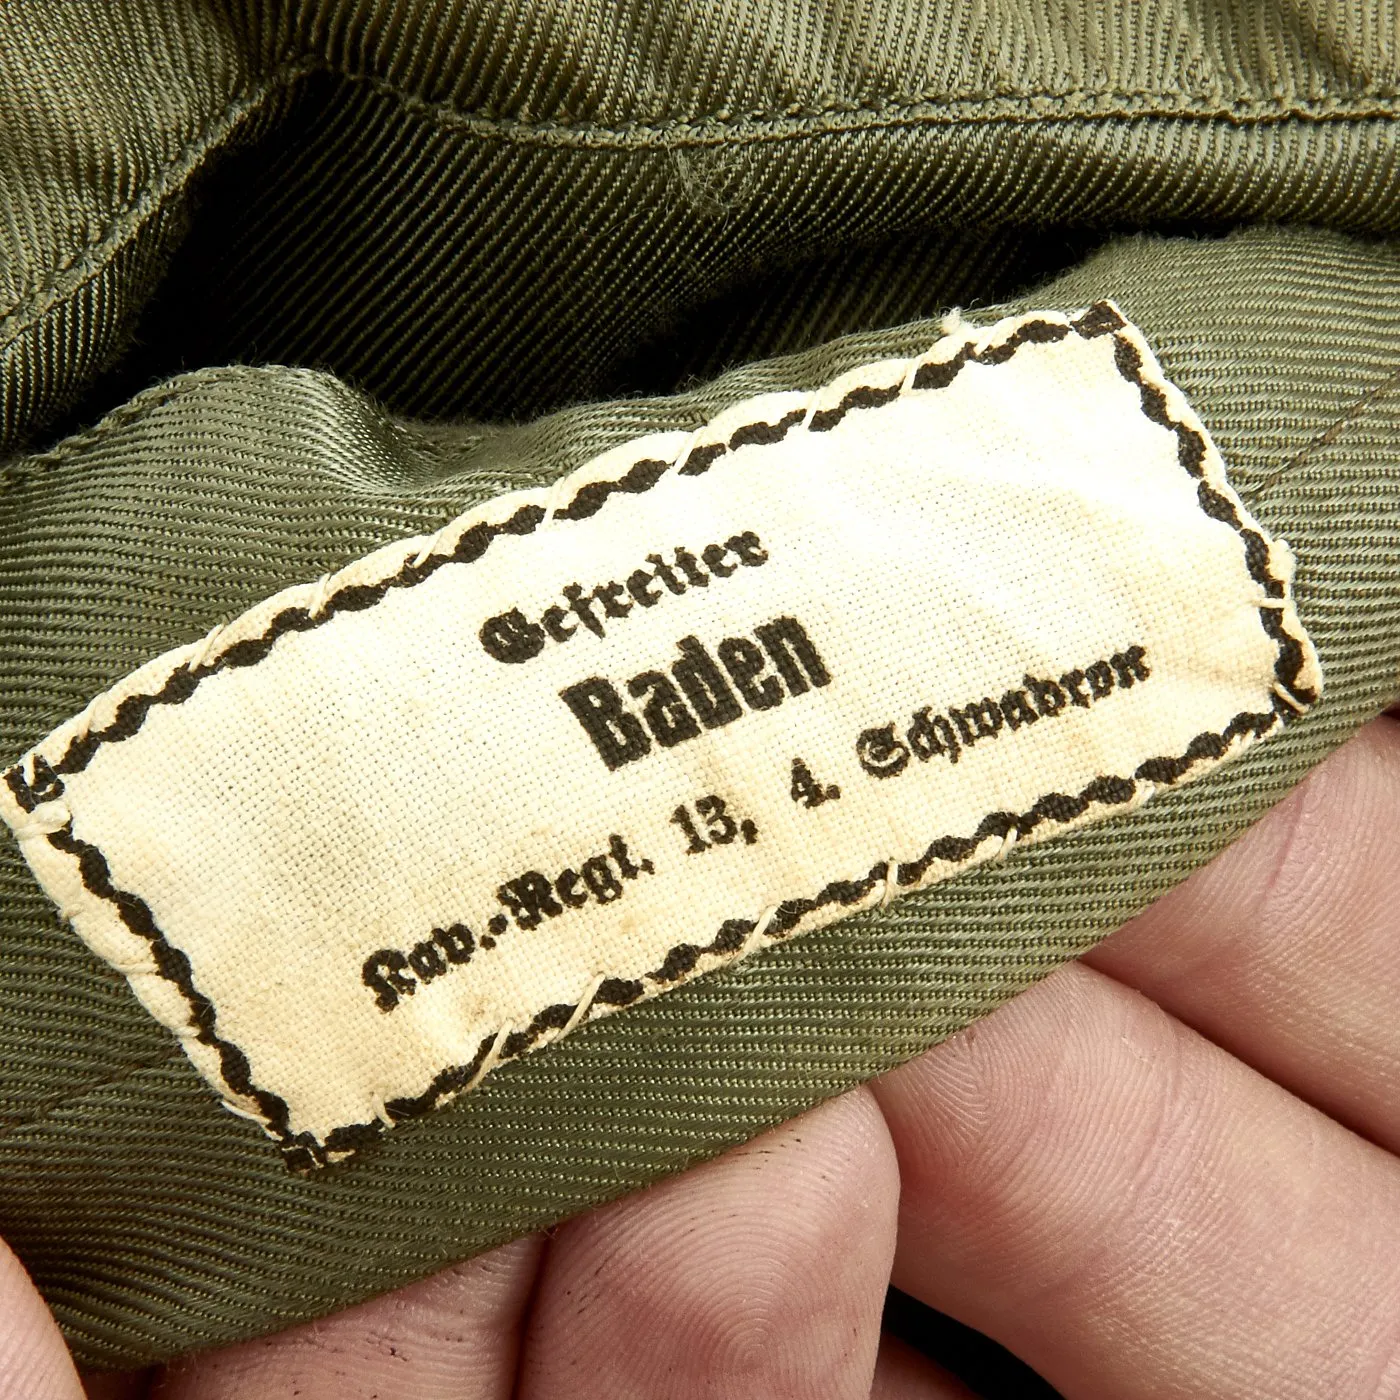 Gefreiter
Baden
Kav.-Regt. 13, 4. Schwadron